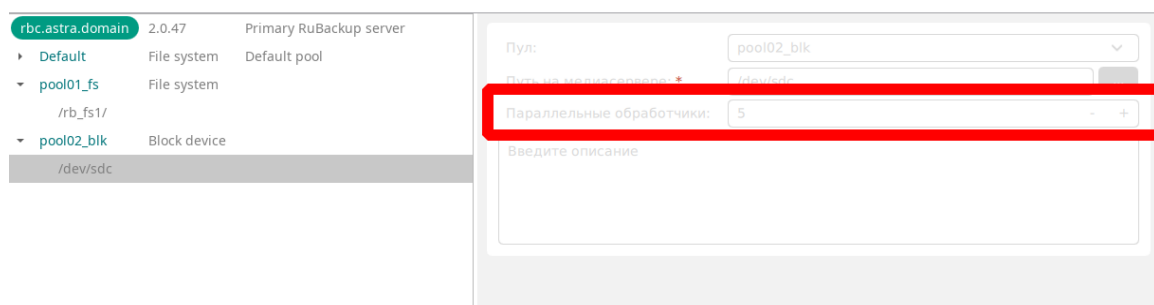 rbc.astra.domain 2.0.47 Primary RuBackup server
Default File system Default pool
pool01_fs File system
/rb_fs1/
pool02_blk Block device
/dev/sdc
Пул: pool02_blk
Путь на медиасервере: * /dev/sdc
Параллельные обработчики: 5 - +
Введите описание